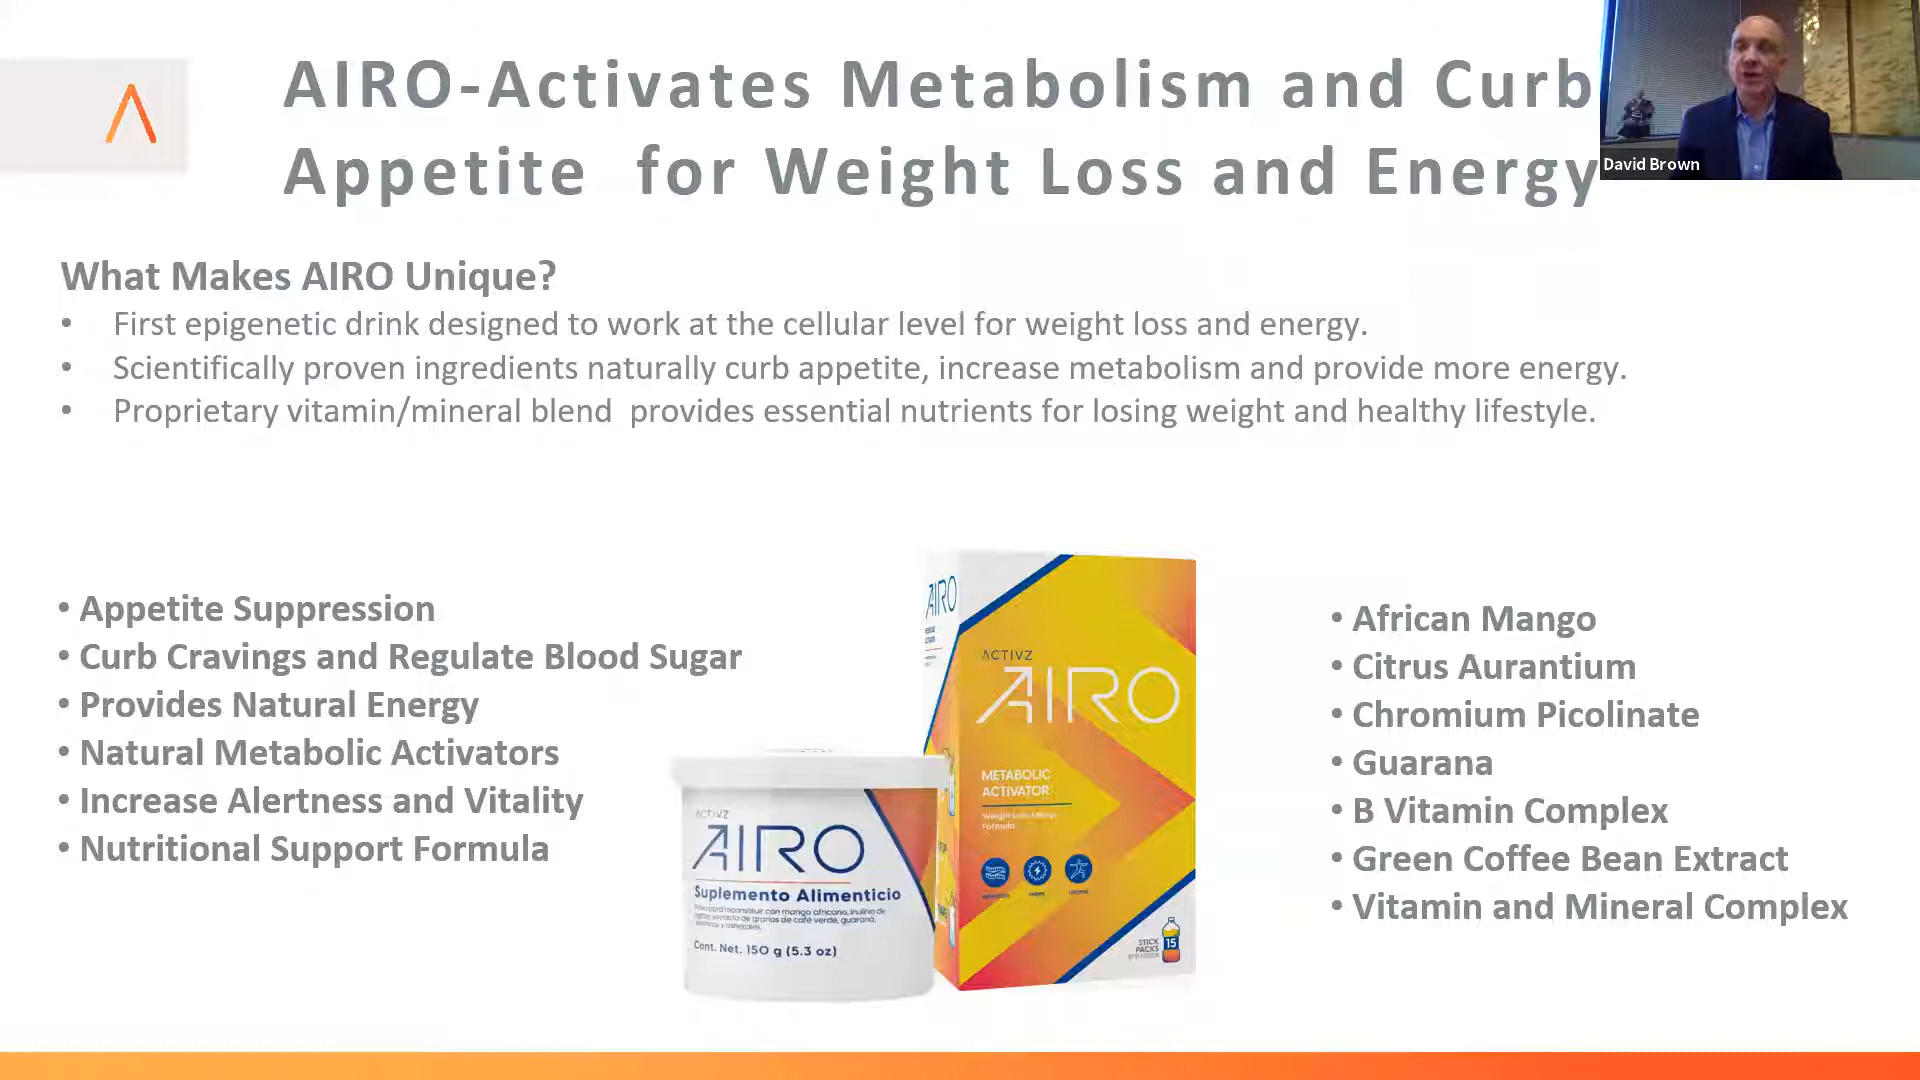 AIRO-Activates Metabolism and Curb
Appetite for Weight Loss and Energy
David Brown
What Makes AIRO Unique?
• First epigenetic drink designed to work at the cellular level for weight loss and energy.
• Scientifically proven ingredients naturally curb appetite, increase metabolism and provide more energy.
• Proprietary vitamin/mineral blend provides essential nutrients for losing weight and healthy lifestyle.
• Appetite Suppression
• Curb Cravings and Regulate Blood Sugar
• Provides Natural Energy
• Natural Metabolic Activators
• Increase Alertness and Vitality
• Nutritional Support Formula
ACTIVZ
AIRO
Suplemento Alimenticio
Cont. Net. 150 g (5.3 oz)
AIRO
ACTIVZ
AIRO
METABOLIC
ACTIVATOR
Formula
STICK
PACKS
15
• African Mango
• Citrus Aurantium
• Chromium Picolinate
• Guarana
• B Vitamin Complex
• Green Coffee Bean Extract
• Vitamin and Mineral Complex